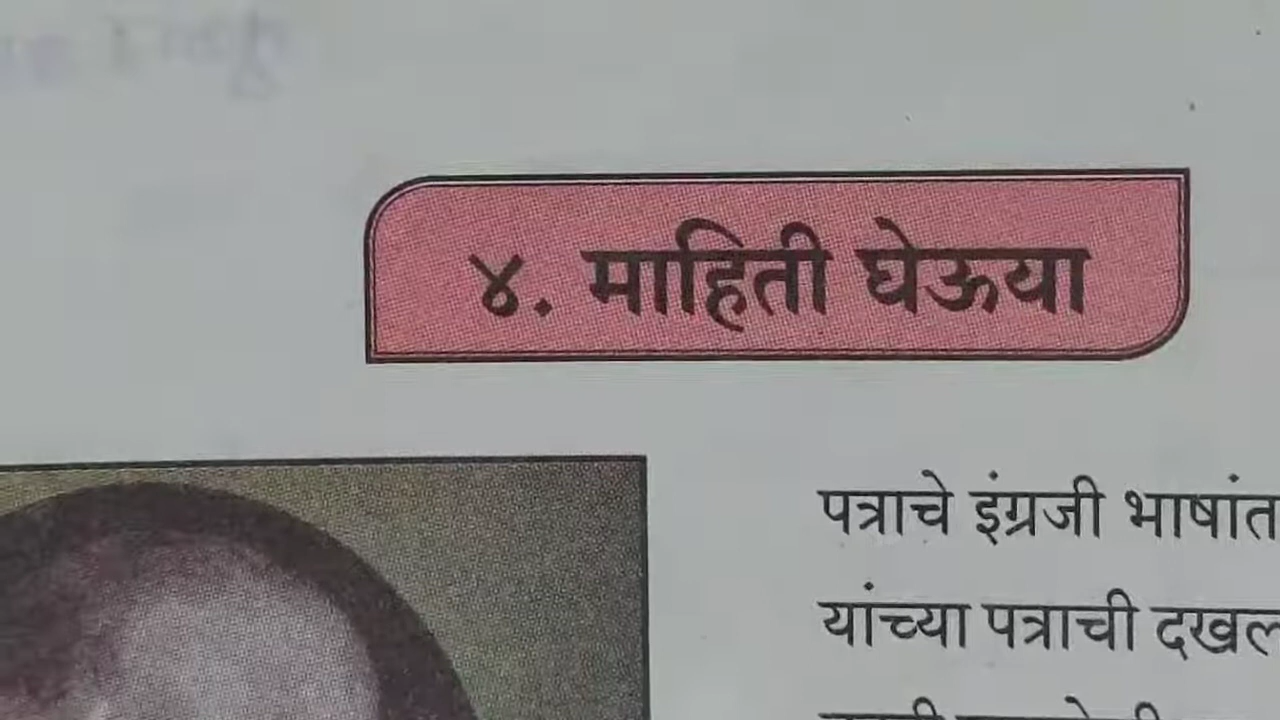 ४. माहिती घेऊया
पत्राचे इंग्रजी भाषांत
यांच्या पत्राची दखल